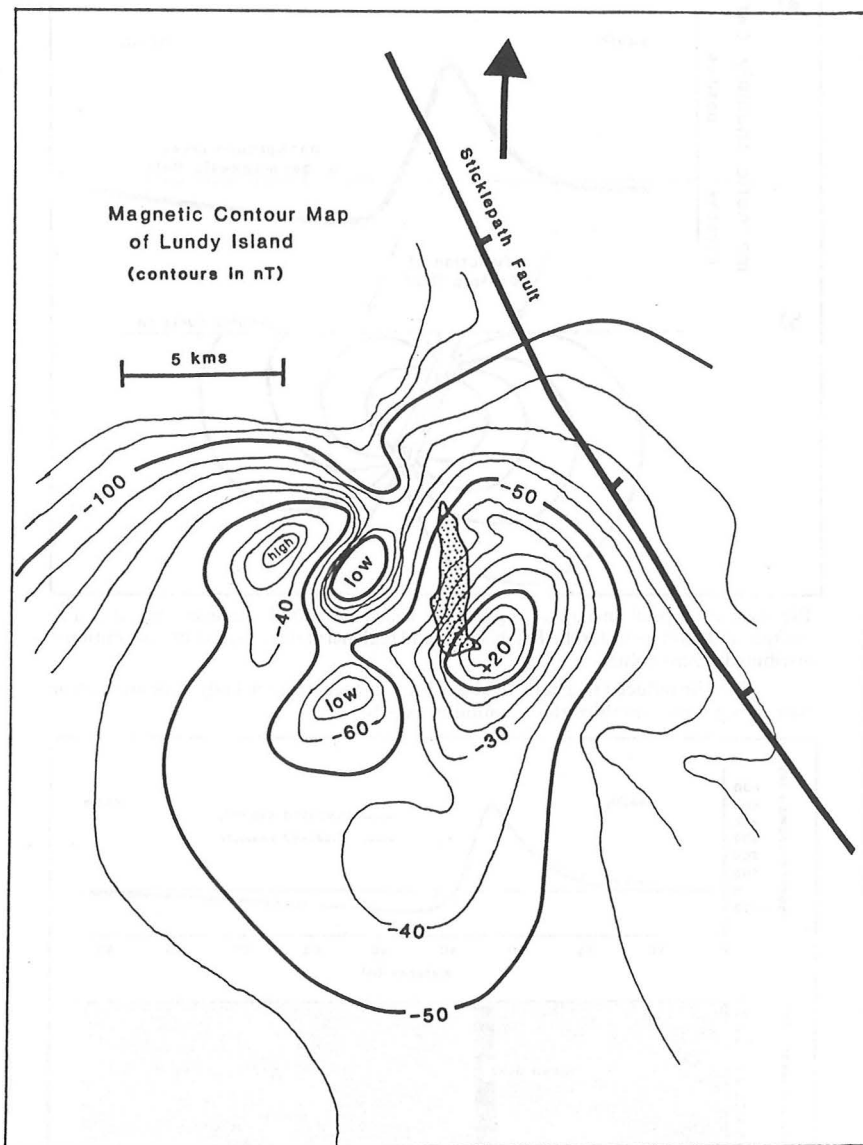 Magnetic Contour Map
of Lundy Island
(contours in nT)
5 kms
Sticklepath Fault
-100
-50
high
low
-40
+20
low
-60
-30
-40
-50